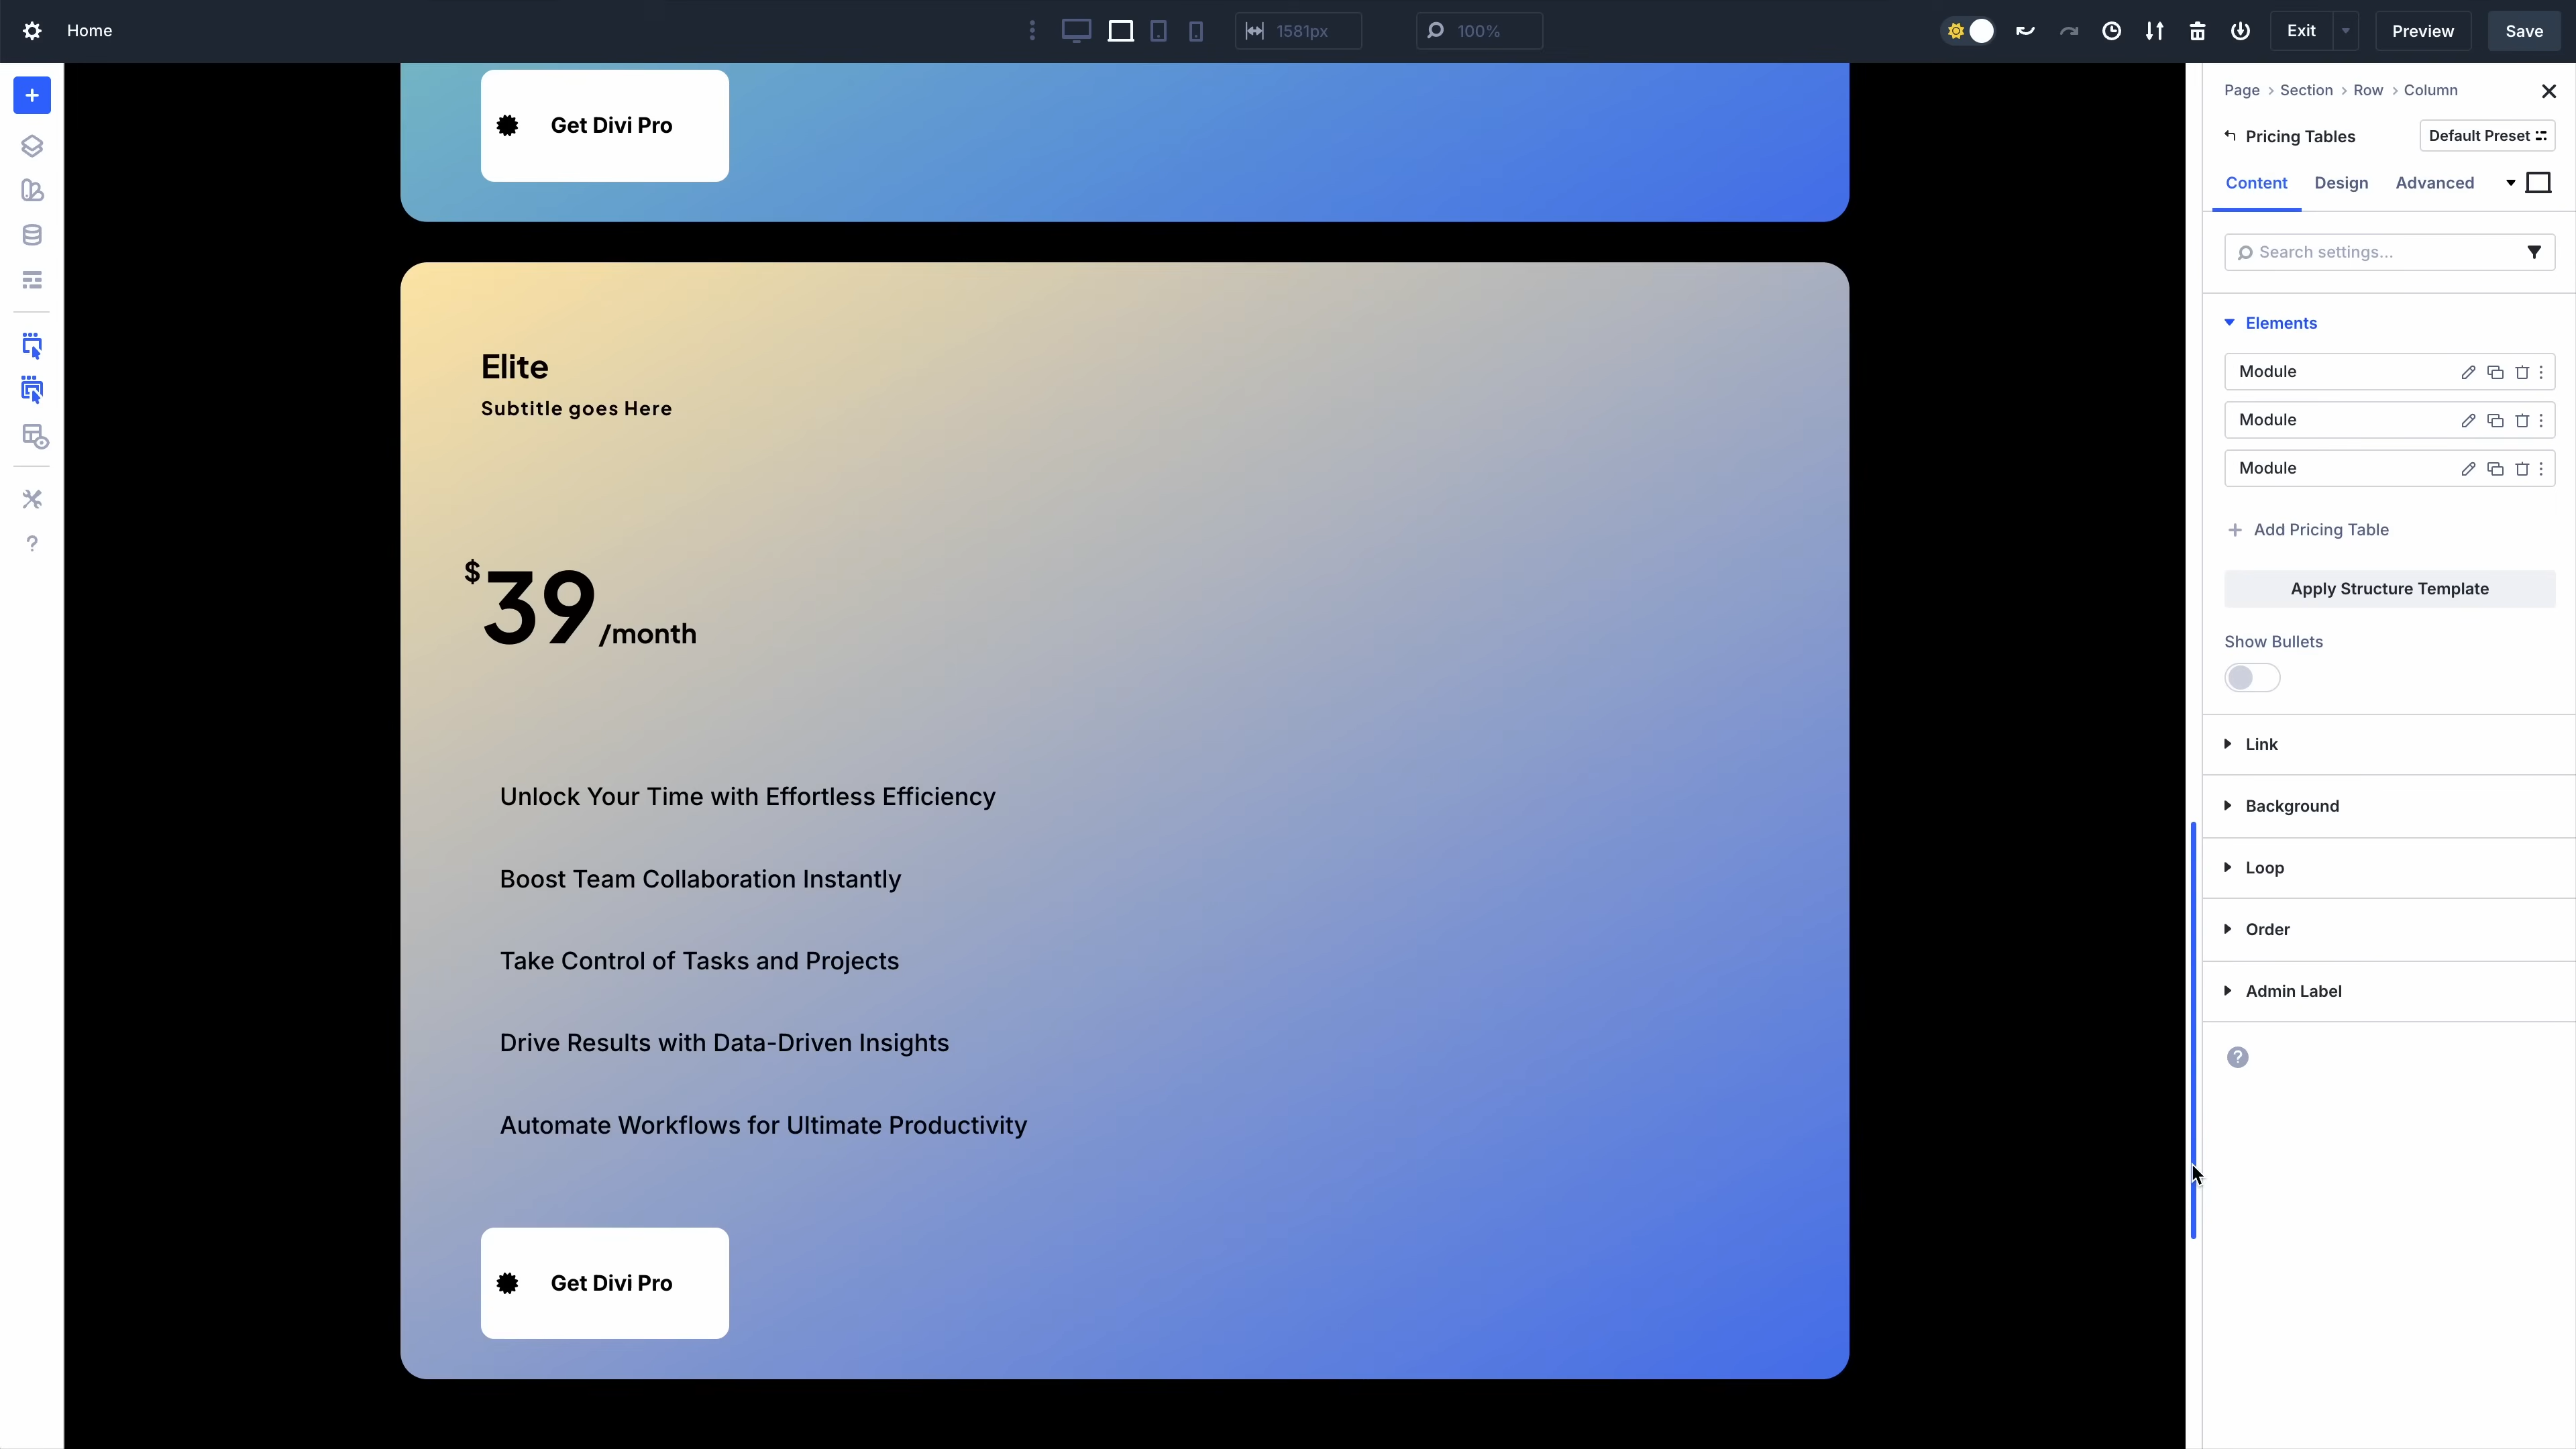 Home
1581px
100%
Exit
Preview
Save
Get Divi Pro
Elite
Subtitle goes Here
$39/month
Unlock Your Time with Effortless Efficiency
Boost Team Collaboration Instantly
Take Control of Tasks and Projects
Drive Results with Data-Driven Insights
Automate Workflows for Ultimate Productivity
Get Divi Pro
Page > Section > Row > Column
Pricing Tables
Default Preset
Content
Design
Advanced
Search settings...
Elements
Module
Module
Module
+ Add Pricing Table
Apply Structure Template
Show Bullets
Link
Background
Loop
Order
Admin Label